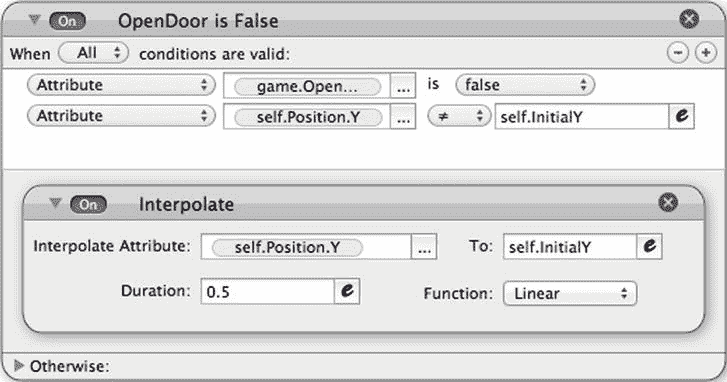 On OpenDoor is False
When All conditions are valid:
Attribute game.Open... ... is false
Attribute self.Position.Y ... ≠ self.InitialY e
On Interpolate
Interpolate Attribute: self.Position.Y ... To: self.InitialY e
Duration: 0.5 e Function: Linear
Otherwise: